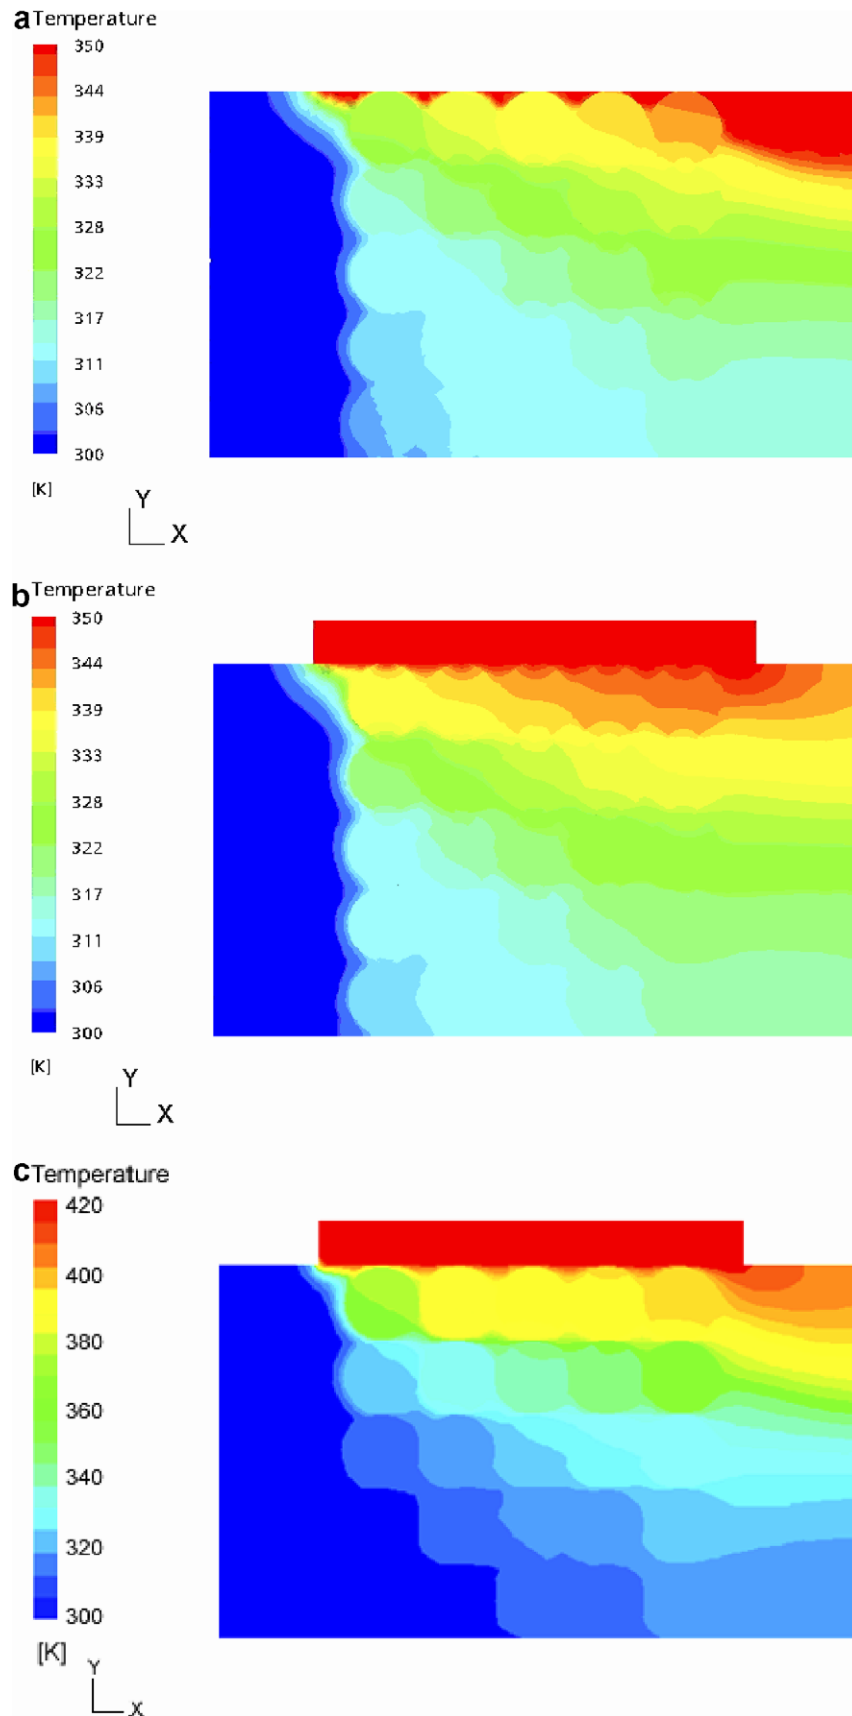 a Temperature
350
344
339
333
328
322
317
311
306
300
[K]
Y
X
b Temperature
350
344
339
333
328
322
317
311
306
300
[K]
Y
X
c Temperature
420
400
380
360
340
320
300
[K]
Y
X